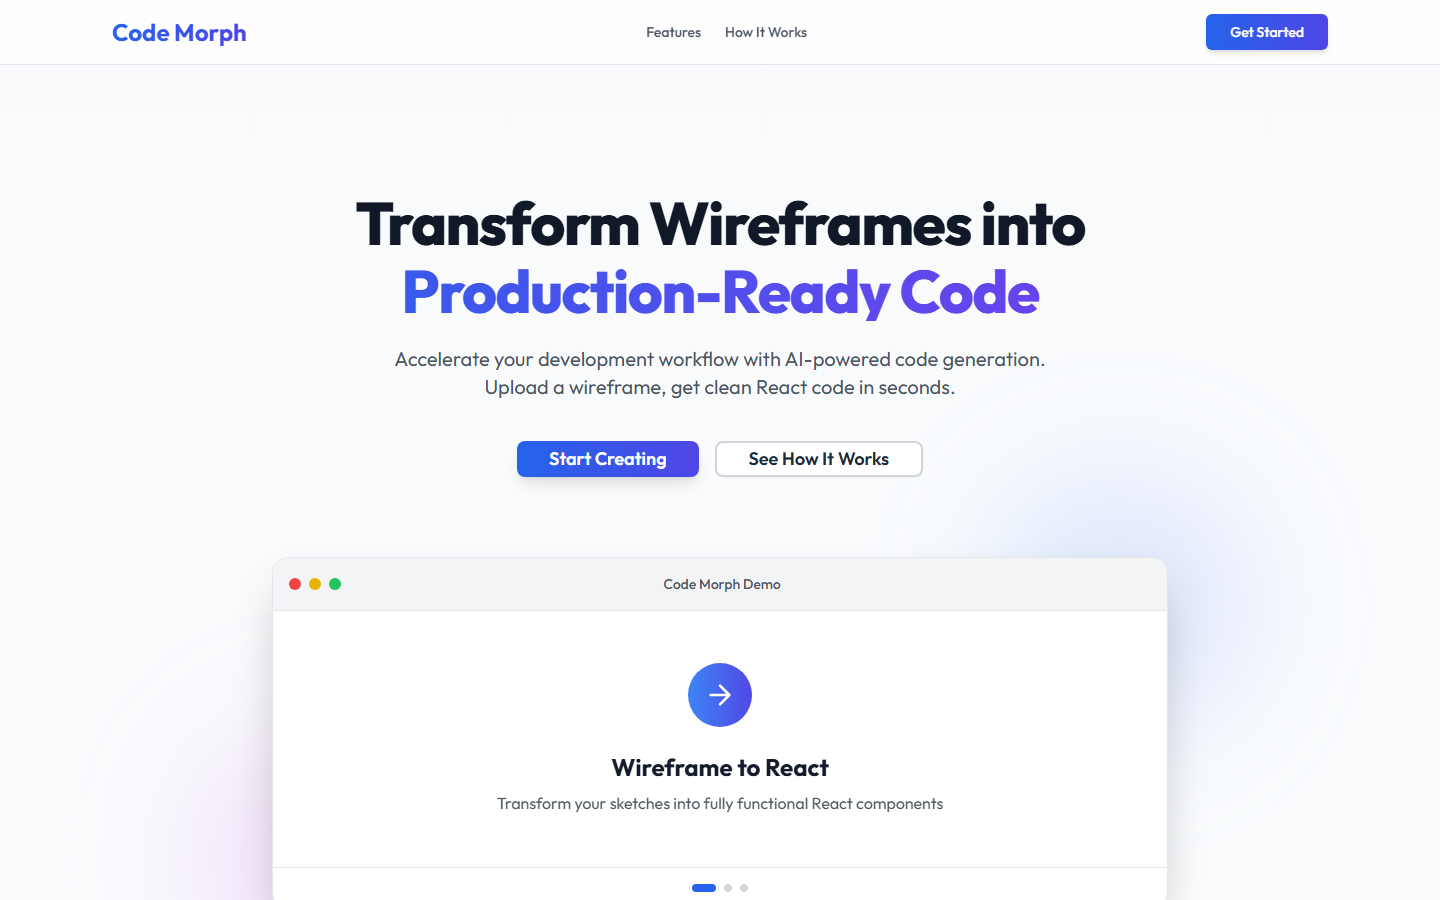 Code Morph
Features
How It Works
Get Started
Transform Wireframes into
Production-Ready Code
Accelerate your development workflow with AI-powered code generation.
Upload a wireframe, get clean React code in seconds.
Start Creating
See How It Works
Code Morph Demo
Wireframe to React
Transform your sketches into fully functional React components